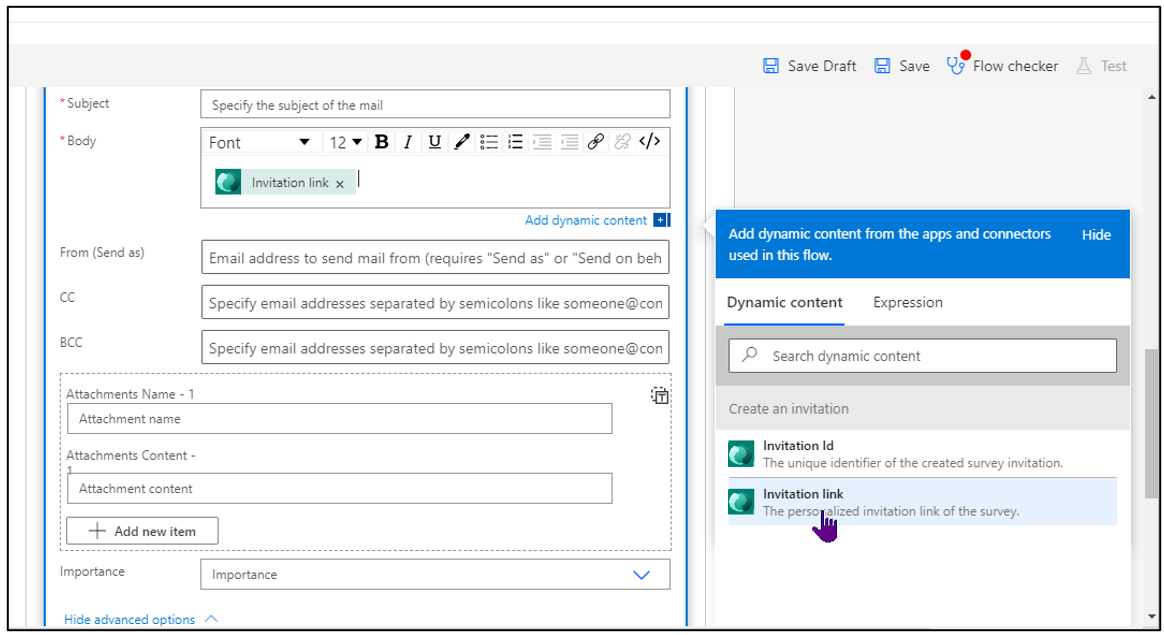 Save Draft
Save
Flow checker
Test
* Subject
Specify the subject of the mail
* Body
Font
12
B I U </>
Invitation link ×
Add dynamic content +
From (Send as)
Email address to send mail from (requires "Send as" or "Send on beh
CC
Specify email addresses separated by semicolons like someone@con
BCC
Specify email addresses separated by semicolons like someone@con
Attachments Name - 1
Attachment name
Attachments Content -
1
Attachment content
Add new item
Importance
Importance
Hide advanced options
Add dynamic content from the apps and connectors
used in this flow.
Hide
Dynamic content
Expression
Search dynamic content
Create an invitation
Invitation Id
The unique identifier of the created survey invitation.
Invitation link
The personalized invitation link of the survey.